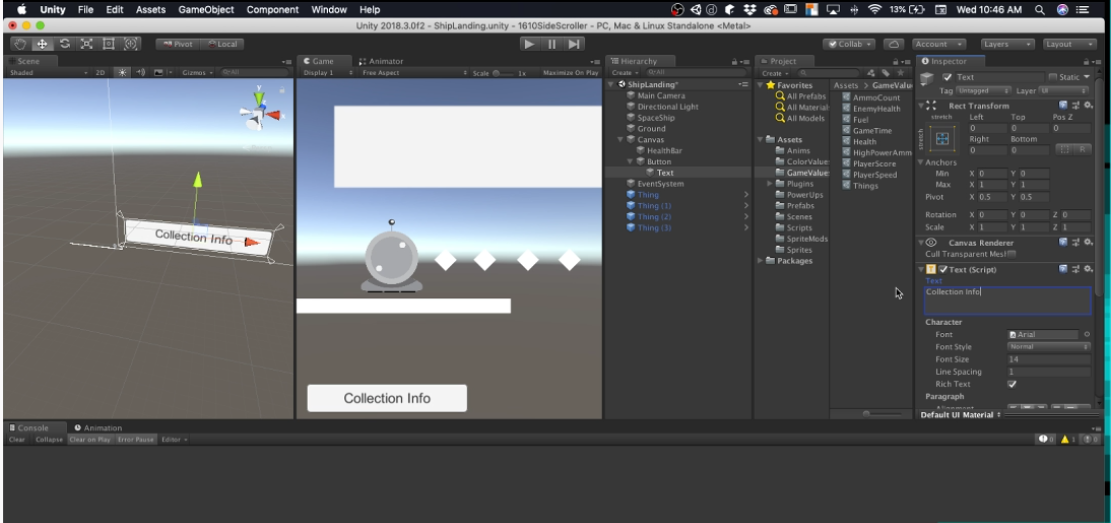 Unity File Edit Assets GameObject Component Window Help 13% Wed 10:46 AM
Unity 2018.3.0f2 - ShipLanding.unity - 1610SideScroller - PC, Mac & Linux Standalone <Metal>
Pivot Local Collab Account Layers Layout
Scene
Shaded 2D Gizmos
Collection Info
Game Animator
Display 1 Free Aspect Scale 1x Maximize On Play
Collection Info
Hierarchy
Create
ShipLanding*
Main Camera
Directional Light
SpaceShip
Ground
Canvas
HealthBar
Button
Text
EventSystem
Thing
Thing (1)
Thing (2)
Thing (3)
Project
Create
Favorites
All Prefabs
All Material
All Models
Assets
Anims
ColorValue
GameValue
Plugins
PowerUps
Prefabs
Scenes
Scripts
SpriteMods
Sprites
Packages
Assets > GameValu
AmmoCount
EnemyHealth
Fuel
GameTime
Health
HighPowerAmm
PlayerScore
PlayerSpeed
Things
Inspector
Text Static
Tag Untagged Layer UI
Rect Transform
stretch Left Top Pos Z
stretch 0 0 0
Right Bottom
0 0 R
Anchors
Min X 0 Y 0
Max X 1 Y 1
Pivot X 0.5 Y 0.5
Rotation X 0 Y 0 Z 0
Scale X 1 Y 1 Z 1
Canvas Renderer
Cull Transparent Mesh
Text (Script)
Text
Collection Info
Character
Font Arial
Font Style Normal
Font Size 14
Line Spacing 1
Rich Text
Paragraph
Alignment
Default UI Material
Console Animation
Clear Collapse Clear on Play Error Pause Editor 0 1 0